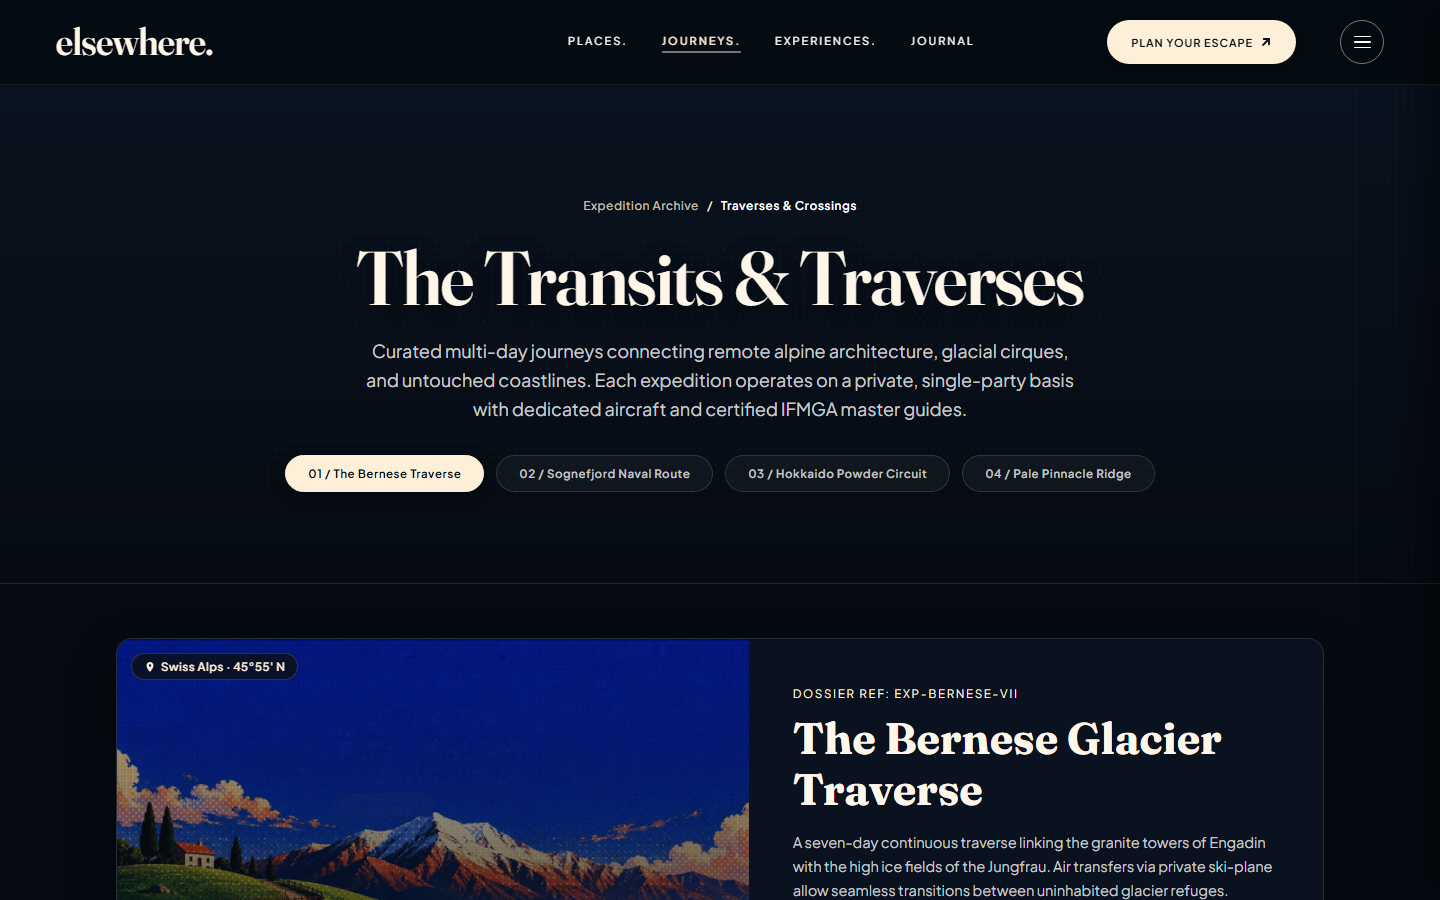 elsewhere.
PLACES.
JOURNEYS.
EXPERIENCES.
JOURNAL
PLAN YOUR ESCAPE
Expedition Archive / Traverses & Crossings
The Transits & Traverses
Curated multi-day journeys connecting remote alpine architecture, glacial cirques,
and untouched coastlines. Each expedition operates on a private, single-party basis
with dedicated aircraft and certified IFMGA master guides.
01 / The Bernese Traverse
02 / Sognefjord Naval Route
03 / Hokkaido Powder Circuit
04 / Pale Pinnacle Ridge
Swiss Alps · 45°55' N
DOSSIER REF: EXP-BERNESE-VII
The Bernese Glacier
Traverse
A seven-day continuous traverse linking the granite towers of Engadin
with the high ice fields of the Jungfrau. Air transfers via private ski-plane
allow seamless transitions between uninhabited glacier refuges.